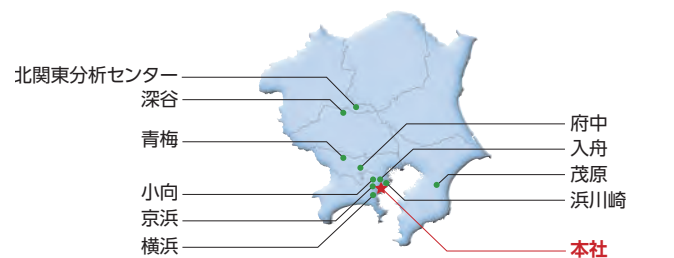 北関東分析センター
深谷
青梅
小向
京浜
横浜
府中
入舟
茂原
浜川崎
本社